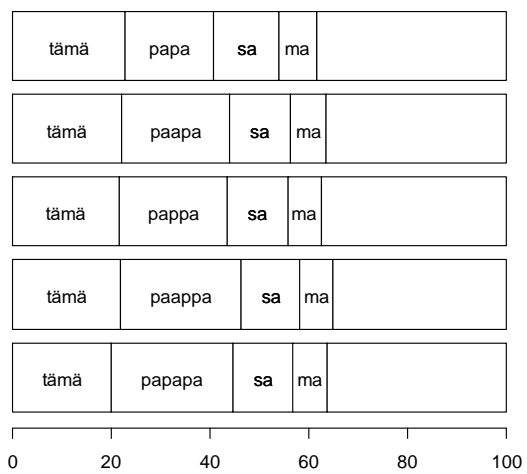 tämä papa sa ma
tämä paapa sa ma
tämä pappa sa ma
tämä paappa sa ma
tämä papapa sa ma
0 20 40 60 80 100